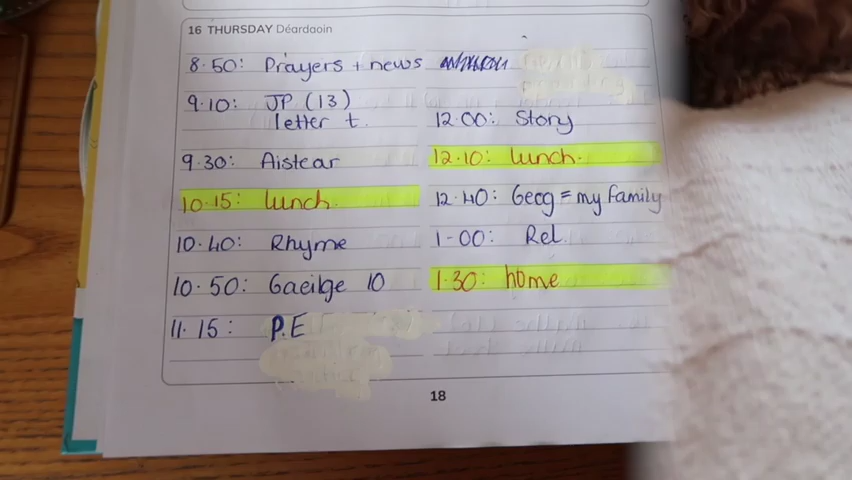 16 THURSDAY Déardaoin
8.50: Prayers + news
9.10: JP (13)
letter t.
9.30: Aistear
10.15: Lunch.
10.40: Rhyme
10.50: Gaeilge 10
11.15: P.E
12.00: Story
12.10: Lunch.
12.40: Geog = my family
1-00: Rel.
1.30: home
18